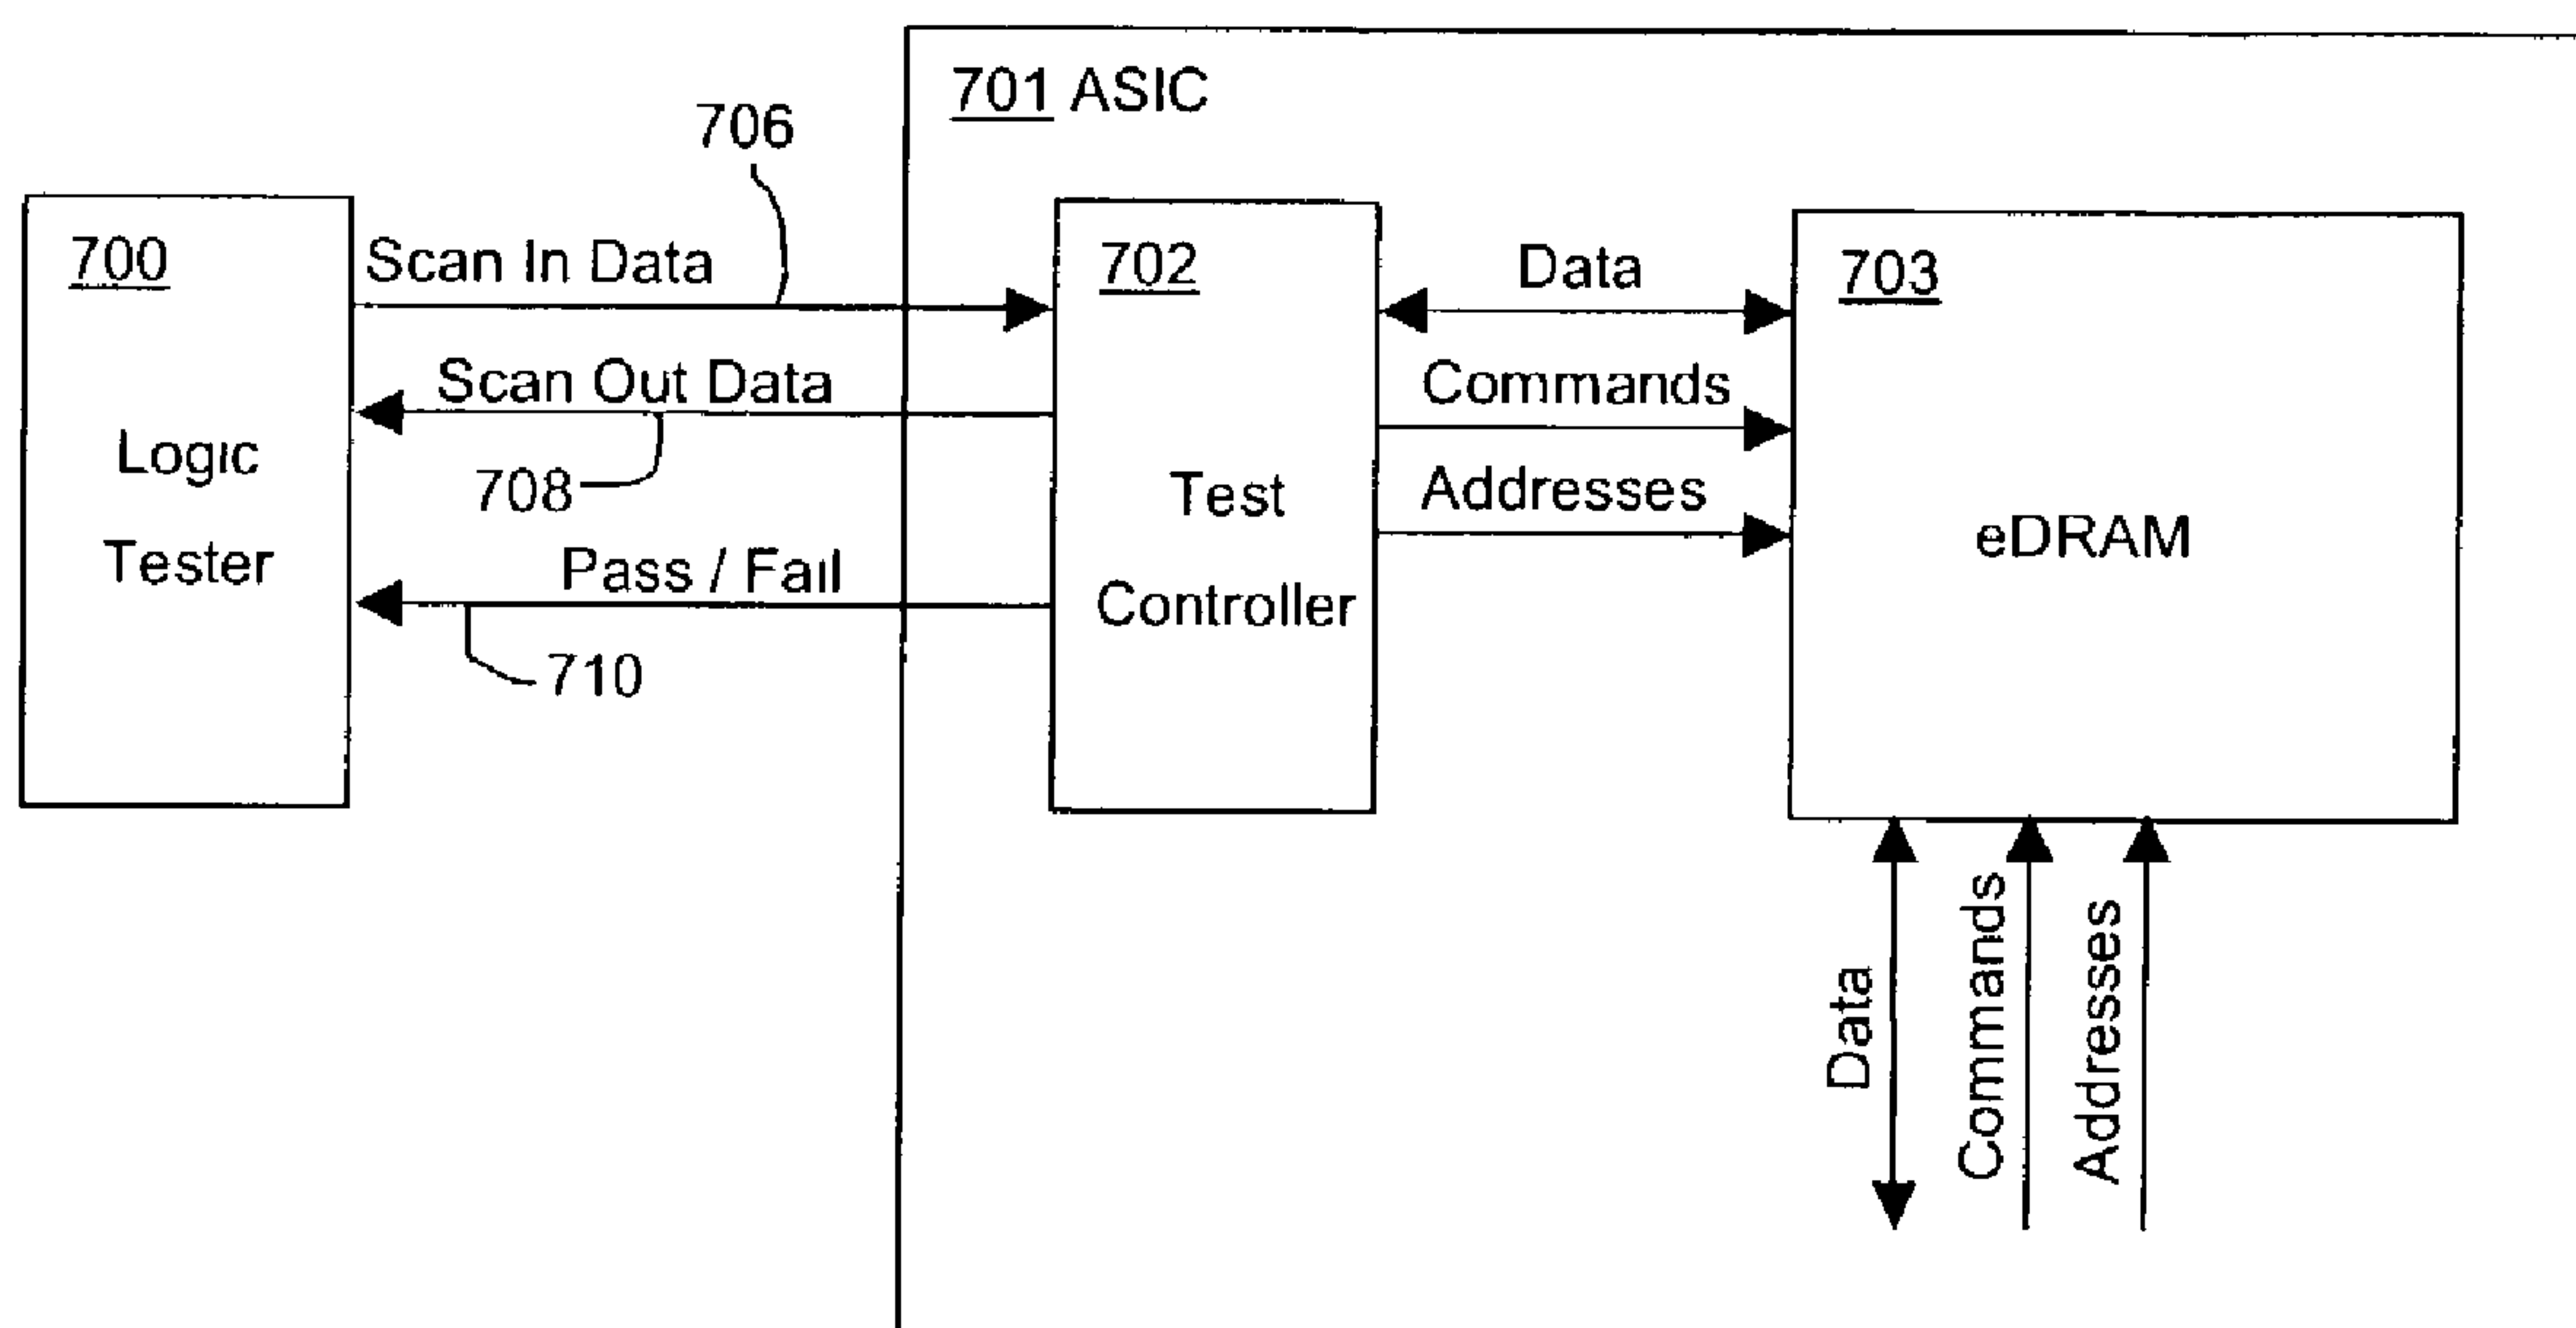 701 ASIC
706
700
Scan In Data
702
Data
703
Scan Out Data
Commands
Logic
708
Test
Addresses
eDRAM
Tester
Pass / Fail
Controller
710
Data
Commands
Addresses